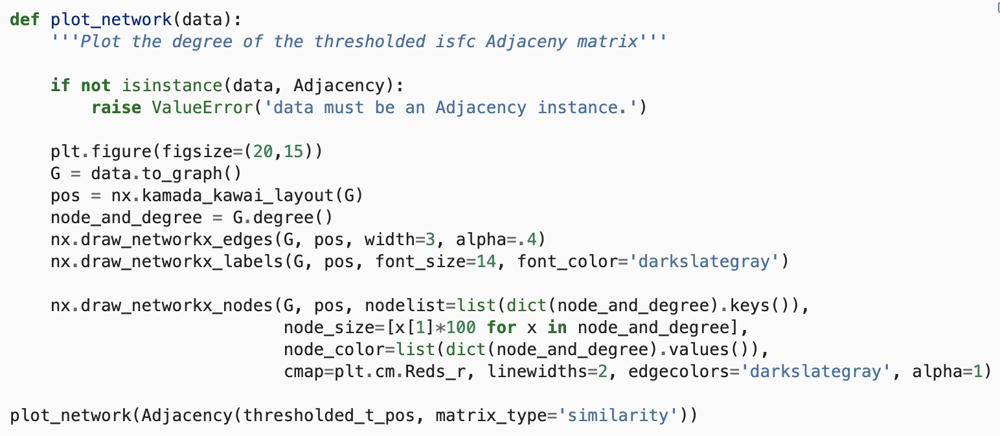 def plot_network(data):
    '''Plot the degree of the thresholded isfc Adjaceny matrix'''
    if not isinstance(data, Adjacency):
        raise ValueError('data must be an Adjacency instance.')
    plt.figure(figsize=(20,15))
    G = data.to_graph()
    pos = nx.kamada_kawai_layout(G)
    node_and_degree = G.degree()
    nx.draw_networkx_edges(G, pos, width=3, alpha=.4)
    nx.draw_networkx_labels(G, pos, font_size=14, font_color='darkslategray')
    nx.draw_networkx_nodes(G, pos, nodelist=list(dict(node_and_degree).keys()),
                           node_size=[x[1]*100 for x in node_and_degree],
                           node_color=list(dict(node_and_degree).values()),
                           cmap=plt.cm.Reds_r, linewidths=2, edgecolors='darkslategray', alpha=1)
plot_network(Adjacency(thresholded_t_pos, matrix_type='similarity'))